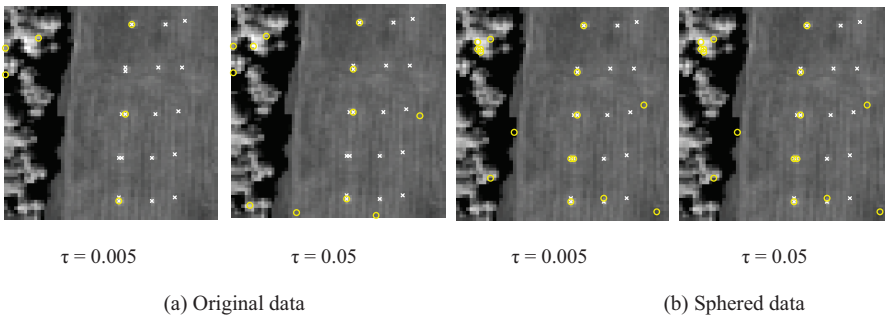 τ = 0.005 τ = 0.05 τ = 0.005 τ = 0.05
(a) Original data (b) Sphered data